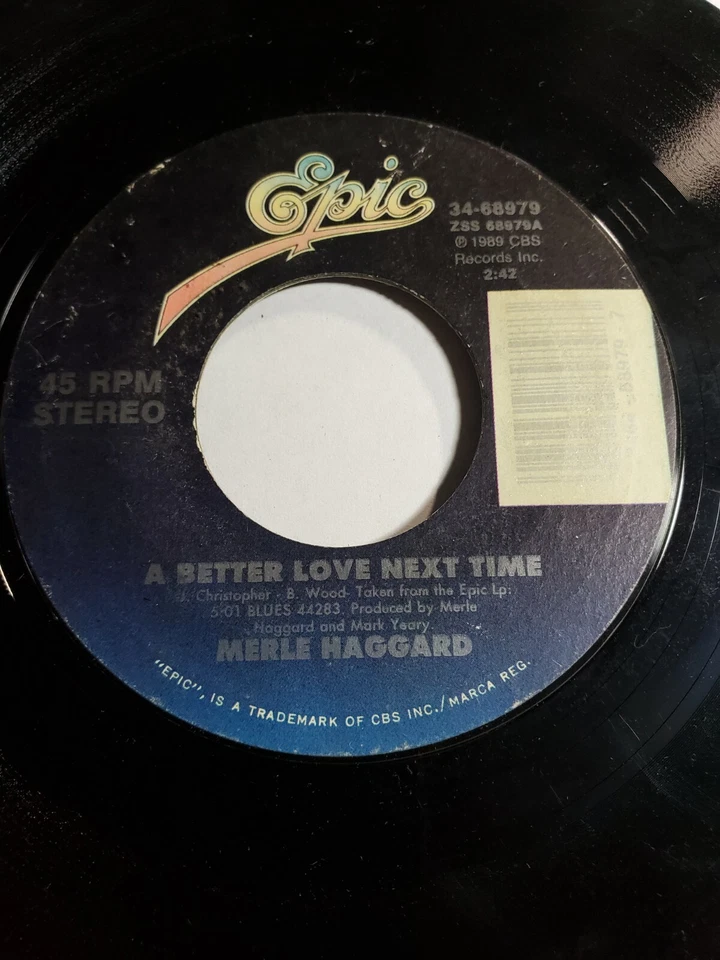 Epic
34-68979
ZSS 68979A
℗ 1989 CBS
Records Inc.
2:42
45 RPM
STEREO
A BETTER LOVE NEXT TIME
J. Christopher - B. Wood- Taken from the Epic Lp:
5-01 BLUES 44283. Produced by Merle
Haggard and Mark Yeary.
MERLE HAGGARD
"EPIC", IS A TRADEMARK OF CBS INC./MARCA REG.